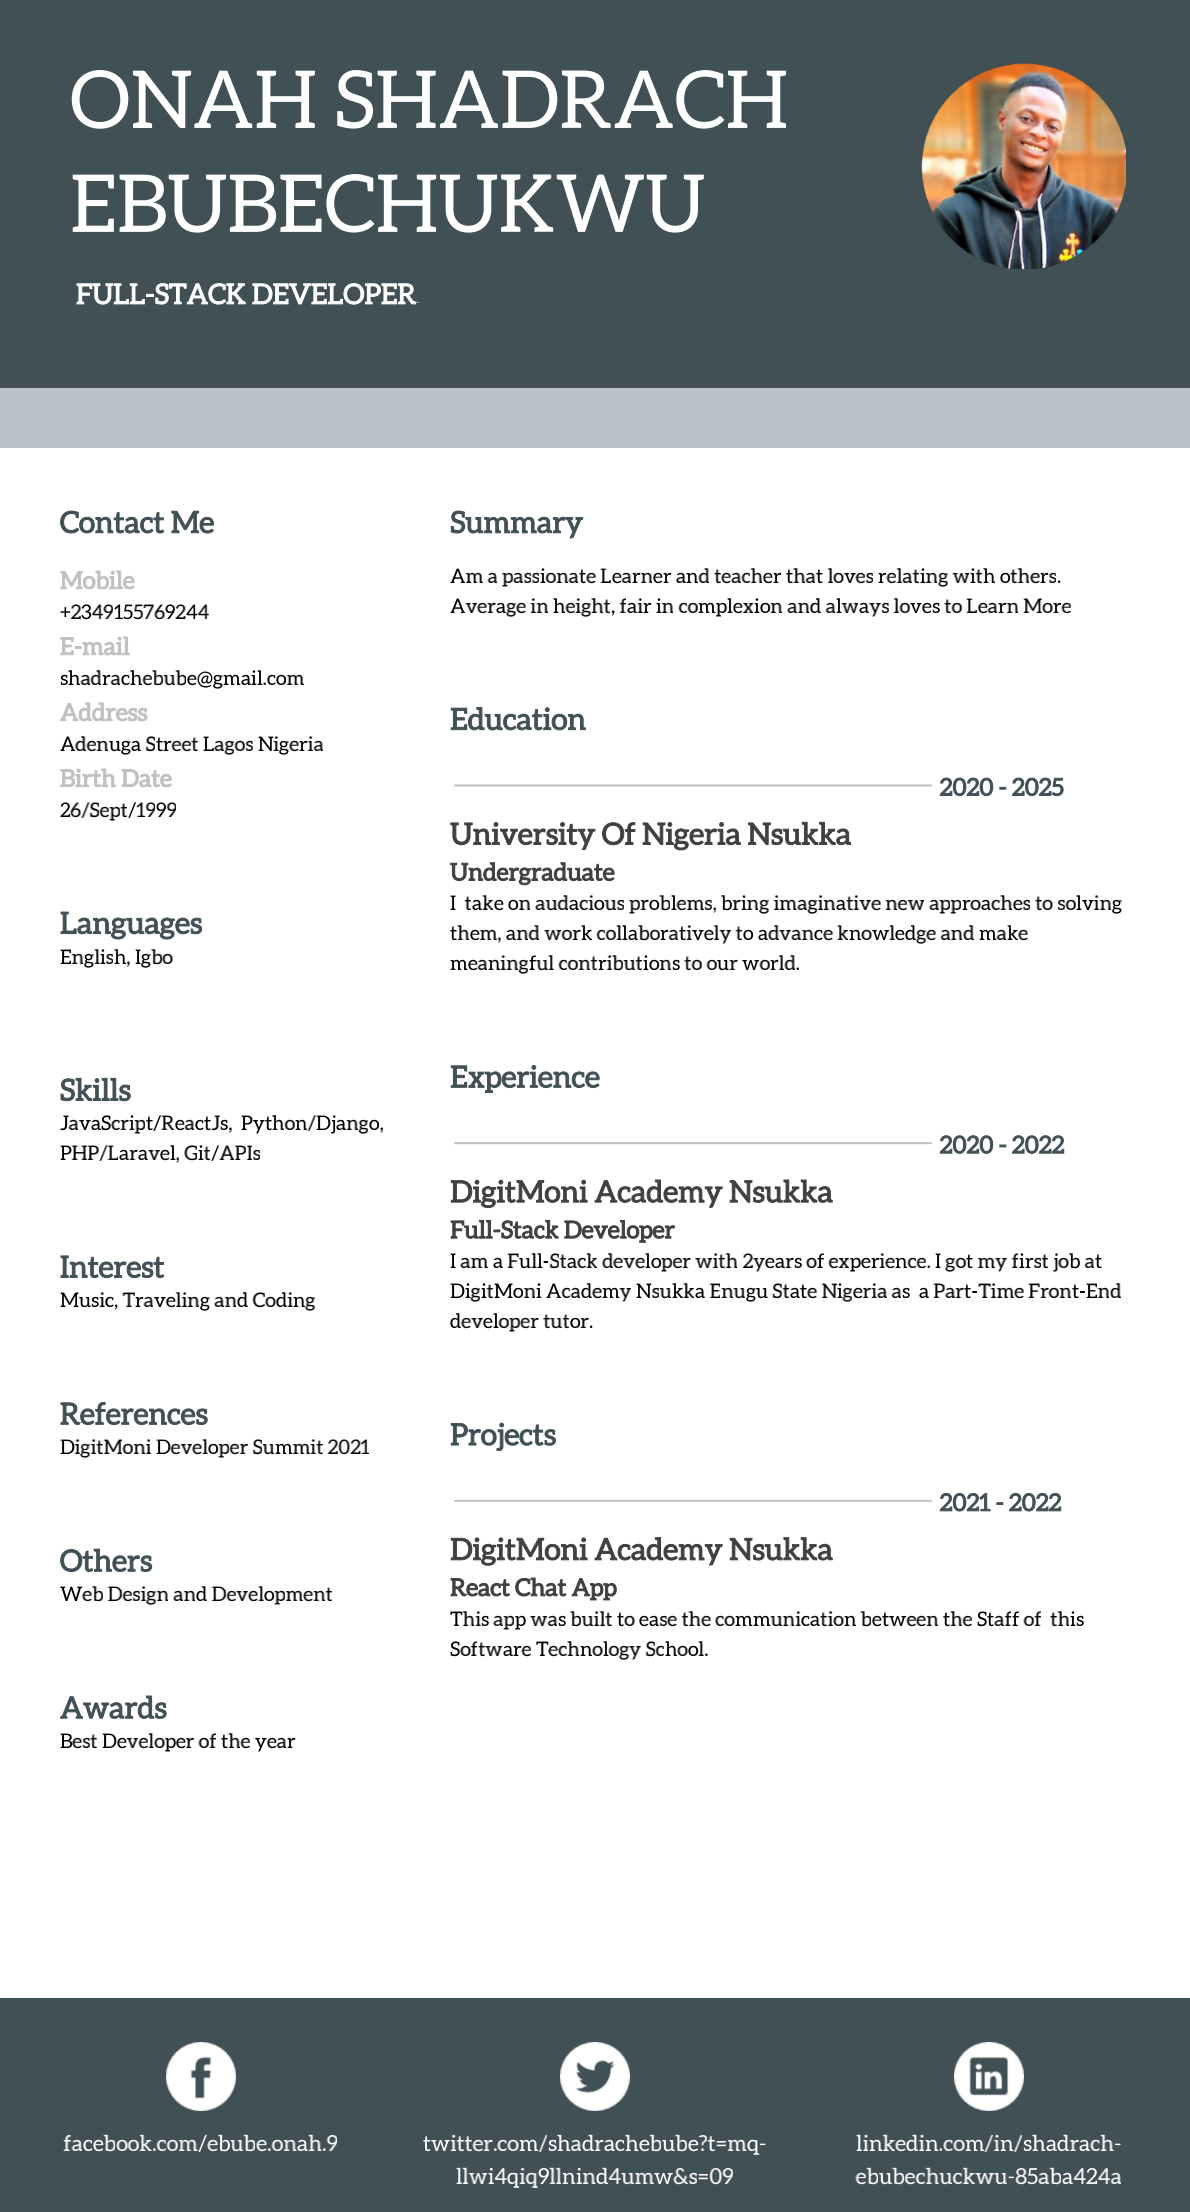 ONAH SHADRACH
EBUBECHUKWU
FULL-STACK DEVELOPER
Contact Me
Mobile
+2349155769244
E-mail
shadrachebube@gmail.com
Address
Adenuga Street Lagos Nigeria
Birth Date
26/Sept/1999
Languages
English, Igbo
Skills
JavaScript/ReactJs, Python/Django,
PHP/Laravel, Git/APIs
Interest
Music, Traveling and Coding
References
DigitMoni Developer Summit 2021
Others
Web Design and Development
Awards
Best Developer of the year
Summary
Am a passionate Learner and teacher that loves relating with others.
Average in height, fair in complexion and always loves to Learn More
Education
2020 - 2025
University Of Nigeria Nsukka
Undergraduate
I take on audacious problems, bring imaginative new approaches to solving
them, and work collaboratively to advance knowledge and make
meaningful contributions to our world.
Experience
2020 - 2022
DigitMoni Academy Nsukka
Full-Stack Developer
I am a Full-Stack developer with 2years of experience. I got my first job at
DigitMoni Academy Nsukka Enugu State Nigeria as a Part-Time Front-End
developer tutor.
Projects
2021 - 2022
DigitMoni Academy Nsukka
React Chat App
This app was built to ease the communication between the Staff of this
Software Technology School.
facebook.com/ebube.onah.9
twitter.com/shadrachebube?t=mq-
llwi4qiq9llnind4umw&s=09
linkedin.com/in/shadrach-
ebubechuckwu-85aba424a